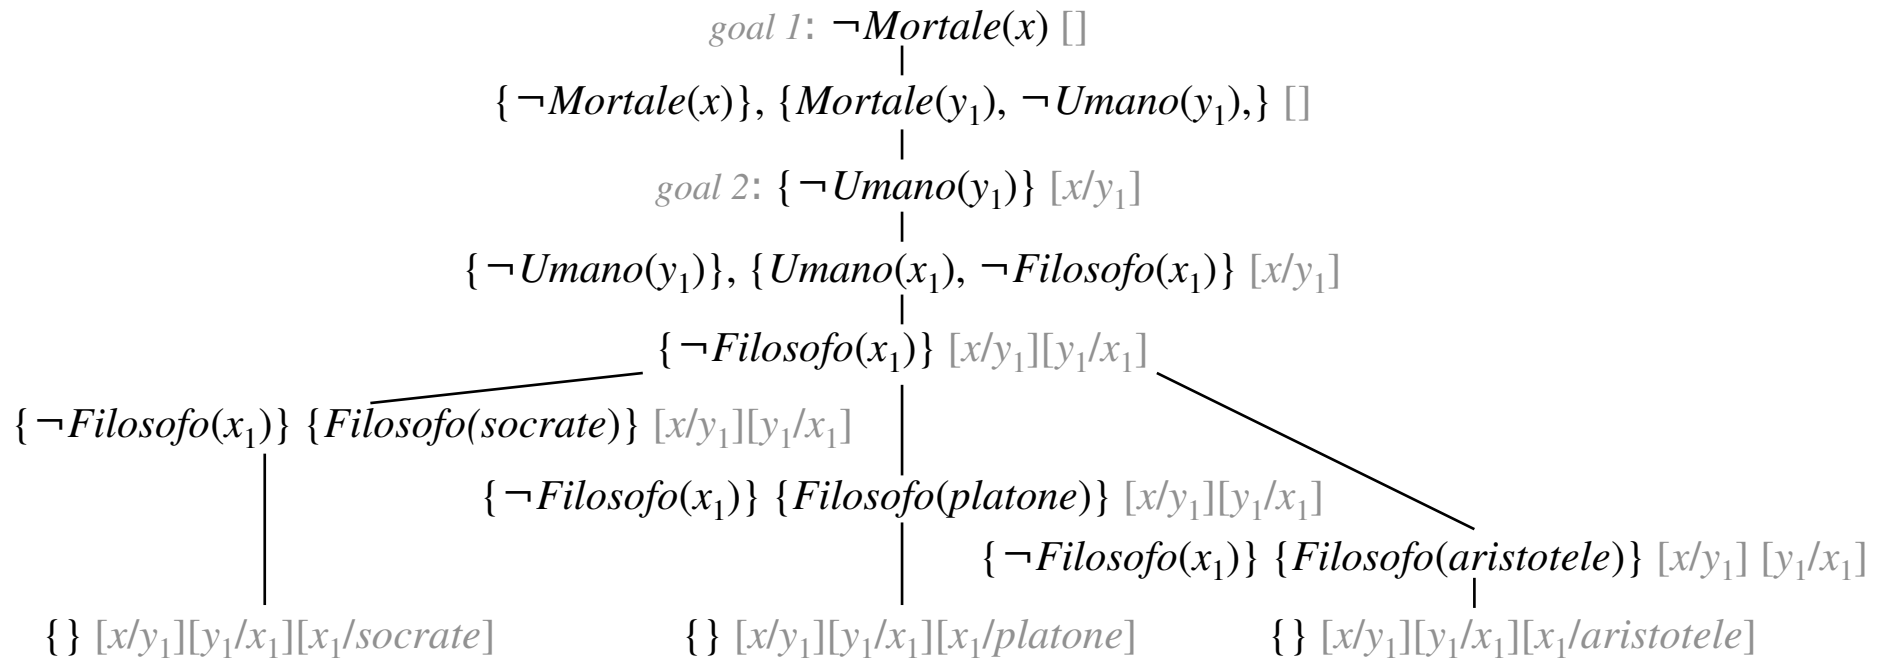 goal 1: ¬Mortale(x) []
{¬Mortale(x)}, {Mortale(y₁), ¬Umano(y₁),} []
goal 2: {¬Umano(y₁)} [x/y₁]
{¬Umano(y₁)}, {Umano(x₁), ¬Filosofo(x₁)} [x/y₁]
{¬Filosofo(x₁)} [x/y₁][y₁/x₁]
{¬Filosofo(x₁)} {Filosofo(socrate)} [x/y₁][y₁/x₁]
{¬Filosofo(x₁)} {Filosofo(platone)} [x/y₁][y₁/x₁]
{¬Filosofo(x₁)} {Filosofo(aristotele)} [x/y₁] [y₁/x₁]
{} [x/y₁][y₁/x₁][x₁/socrate]
{} [x/y₁][y₁/x₁][x₁/platone]
{} [x/y₁][y₁/x₁][x₁/aristotele]